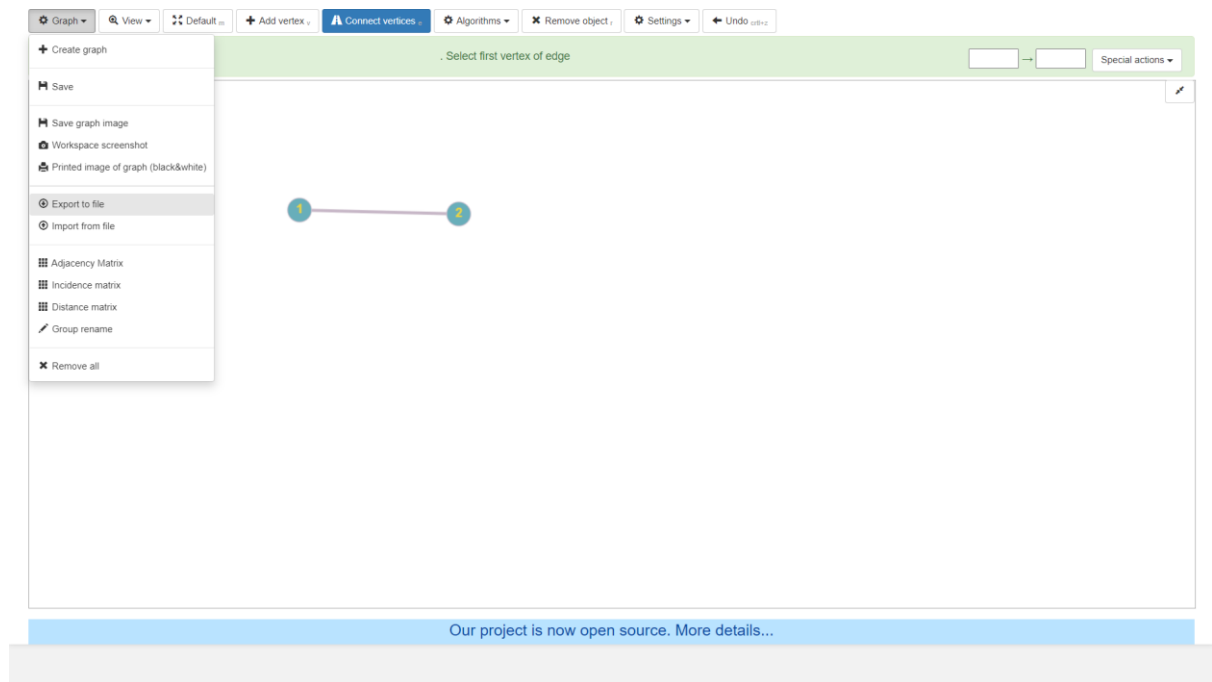 Graph View Default m Add vertex v Connect vertices e Algorithms Remove object r Settings Undo crtl+z
Create graph
. Select first vertex of edge → Special actions
Save
Save graph image
Workspace screenshot
Printed image of graph (black&white)
Export to file
1 2
Import from file
Adjacency Matrix
Incidence matrix
Distance matrix
Group rename
Remove all
Our project is now open source. More details...